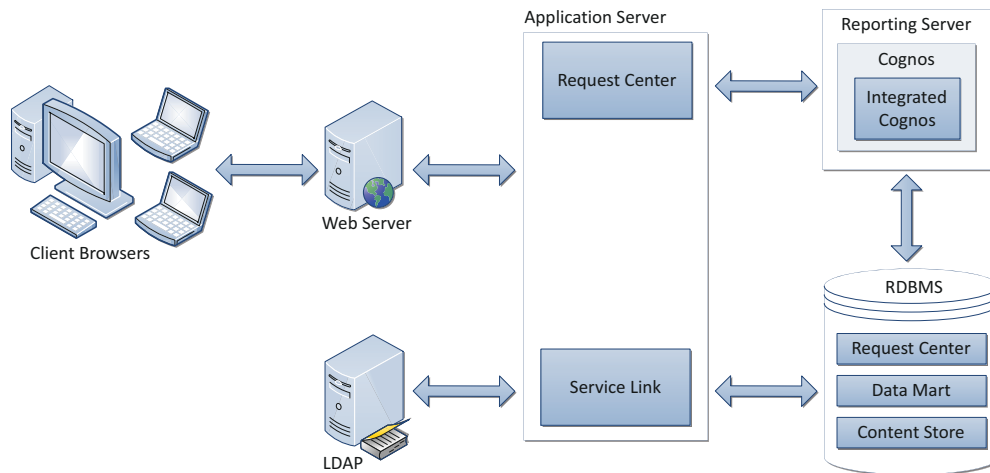 Application Server
Reporting Server
Request Center
Cognos
Integrated
Cognos
Web Server
Client Browsers
RDBMS
Request Center
Service Link
Data Mart
Content Store
LDAP